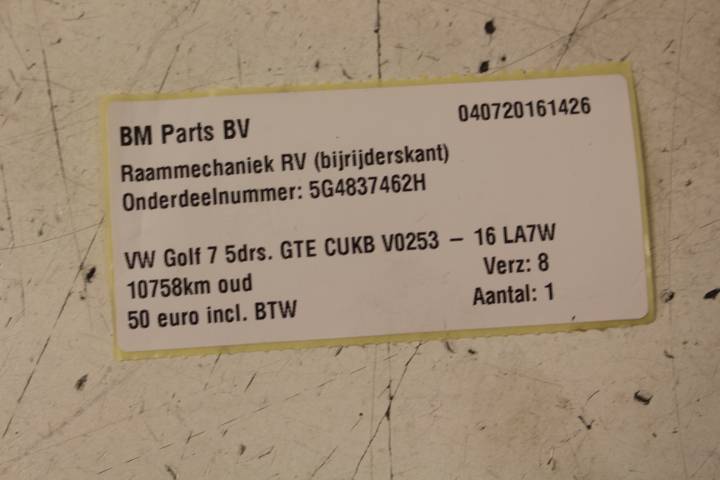 BM Parts BV 040720161426
Raammechaniek RV (bijrijderskant)
Onderdeelnummer: 5G4837462H
VW Golf 7 5drs. GTE CUKB V0253 – 16 LA7W
10758km oud Verz: 8
50 euro incl. BTW Aantal: 1